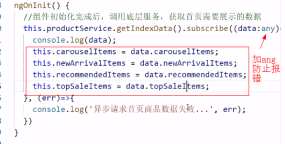 ngOnInit() {
//组件初始化完成后，调用底层服务，获取首页需要展示的数据
this.productService.getIndexData().subscribe((data:any)
console.log(data);
this.carouselItems = data.carouselItems;
this.newArrivalItems = data.newArrivalItems;
this.recommendedItems = data.recommendedItems;
this.topSaleItems = data.topSaleItems;
}, (err)=>{
console.log('异步请求首页商品数据失败...', err);
})
}
加ang
防止报
错